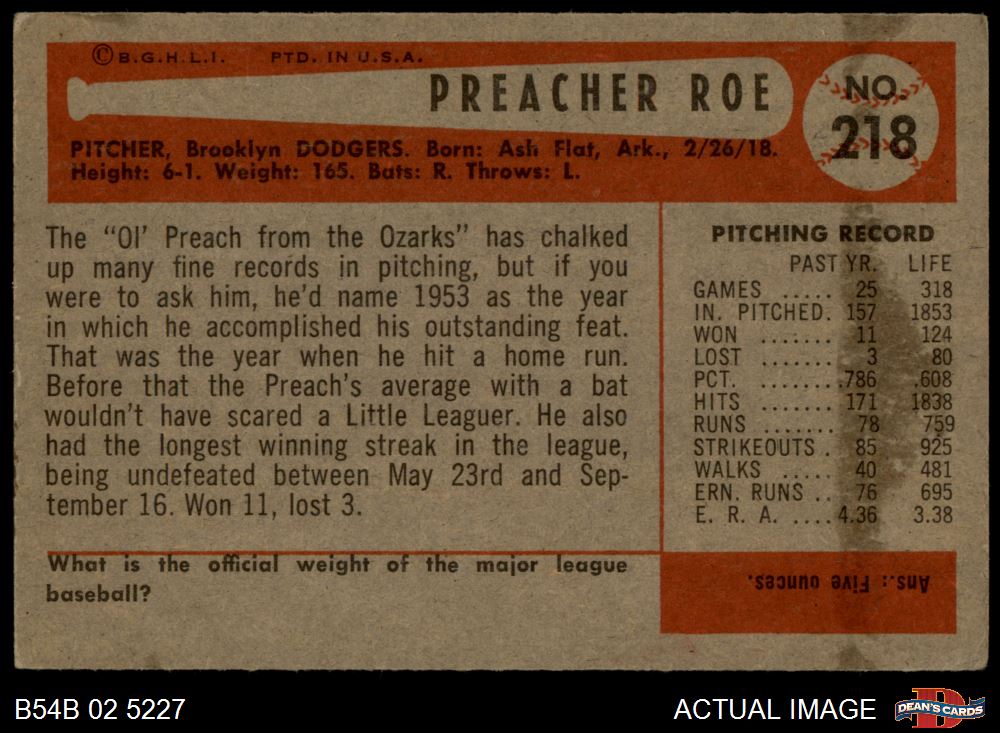 © B.G.H.L.I. PTD. IN U.S.A.
PREACHER ROE
NO.
218
PITCHER, Brooklyn DODGERS. Born: Ash Flat, Ark., 2/26/18.
Height: 6-1. Weight: 165. Bats: R. Throws: L.
The "Ol' Preach from the Ozarks" has chalked
up many fine records in pitching, but if you
were to ask him, he'd name 1953 as the year
in which he accomplished his outstanding feat.
That was the year when he hit a home run.
Before that the Preach's average with a bat
wouldn't have scared a Little Leaguer. He also
had the longest winning streak in the league,
being undefeated between May 23rd and Sep-
tember 16. Won 11, lost 3.
PITCHING RECORD
PAST YR. LIFE
GAMES ..... 25 318
IN. PITCHED. 157 1853
WON ....... 11 124
LOST ....... 3 80
PCT. ........786 .608
HITS ....... 171 1838
RUNS ....... 78 759
STRIKEOUTS . 85 925
WALKS ..... 40 481
ERN. RUNS .. 76 695
E. R. A. ....4.36 3.38
What is the official weight of the major league
baseball?
Ans.: Five ounces.
B54B 02 5227
ACTUAL IMAGE
D
DEAN'S CARDS